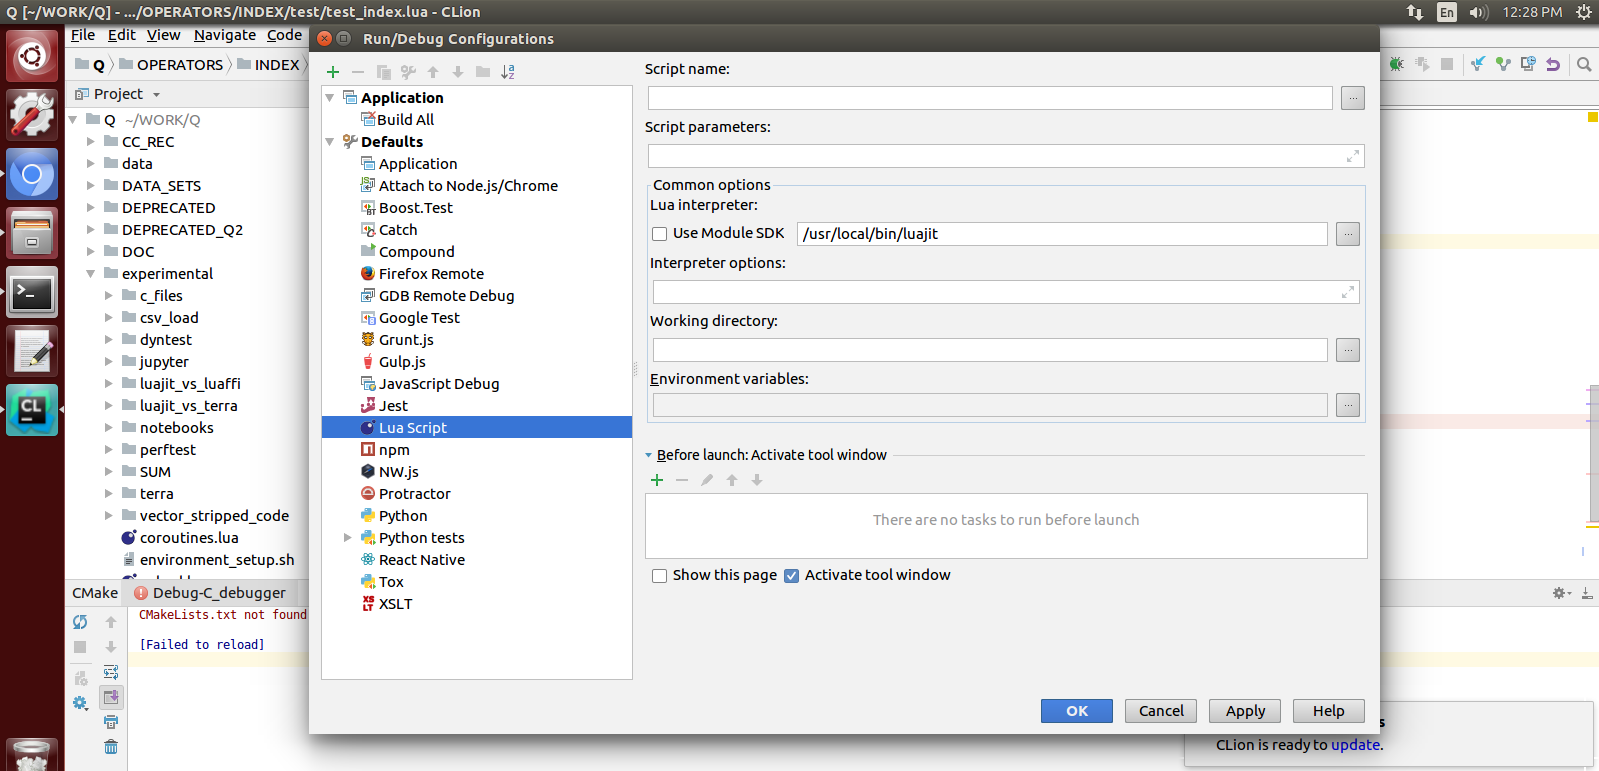 Q [~/WORK/Q] - .../OPERATORS/INDEX/test/test_index.lua - CLion
En
12:28 PM
File Edit View Navigate Code
Q OPERATORS INDEX
Project
Q ~/WORK/Q
CC_REC
data
DATA_SETS
DEPRECATED
DEPRECATED_Q2
DOC
experimental
c_files
csv_load
dyntest
jupyter
luajit_vs_luaffi
luajit_vs_terra
notebooks
perftest
SUM
terra
vector_stripped_code
coroutines.lua
environment_setup.sh
CMake Debug-C_debugger
CMakeLists.txt not found
[Failed to reload]
Run/Debug Configurations
Application
Build All
Defaults
Application
Attach to Node.js/Chrome
Boost.Test
Catch
Compound
Firefox Remote
GDB Remote Debug
Google Test
Grunt.js
Gulp.js
JavaScript Debug
Jest
Lua Script
npm
NW.js
Protractor
Python
Python tests
React Native
Tox
XSLT
Script name:
...
Script parameters:
Common options
Lua interpreter:
Use Module SDK /usr/local/bin/luajit ...
Interpreter options:
Working directory:
...
Environment variables:
...
Before launch: Activate tool window
There are no tasks to run before launch
Show this page Activate tool window
OK Cancel Apply Help
CLion is ready to update.